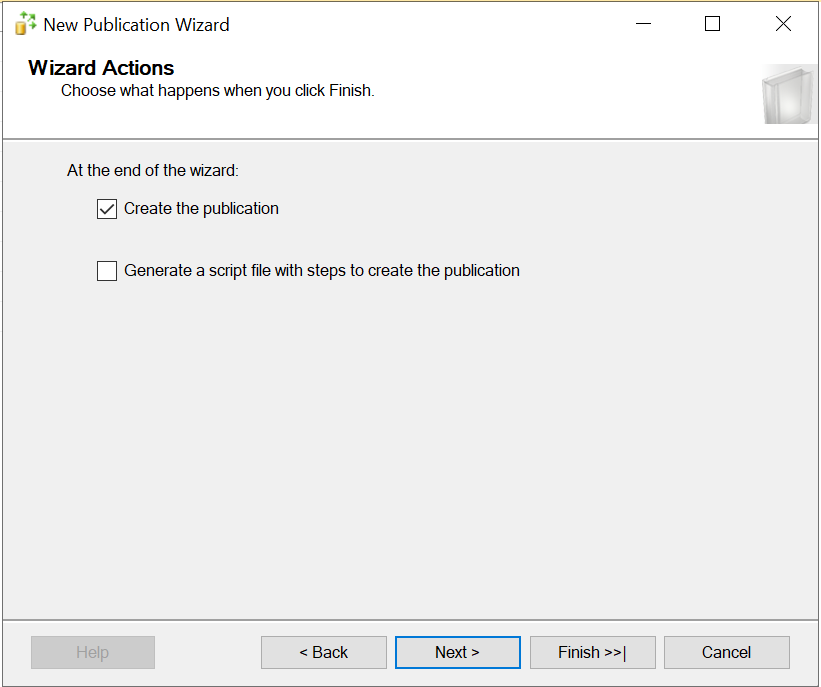 New Publication Wizard
Wizard Actions
Choose what happens when you click Finish.
At the end of the wizard:
Create the publication
Generate a script file with steps to create the publication
Help
< Back
Next >
Finish >>|
Cancel